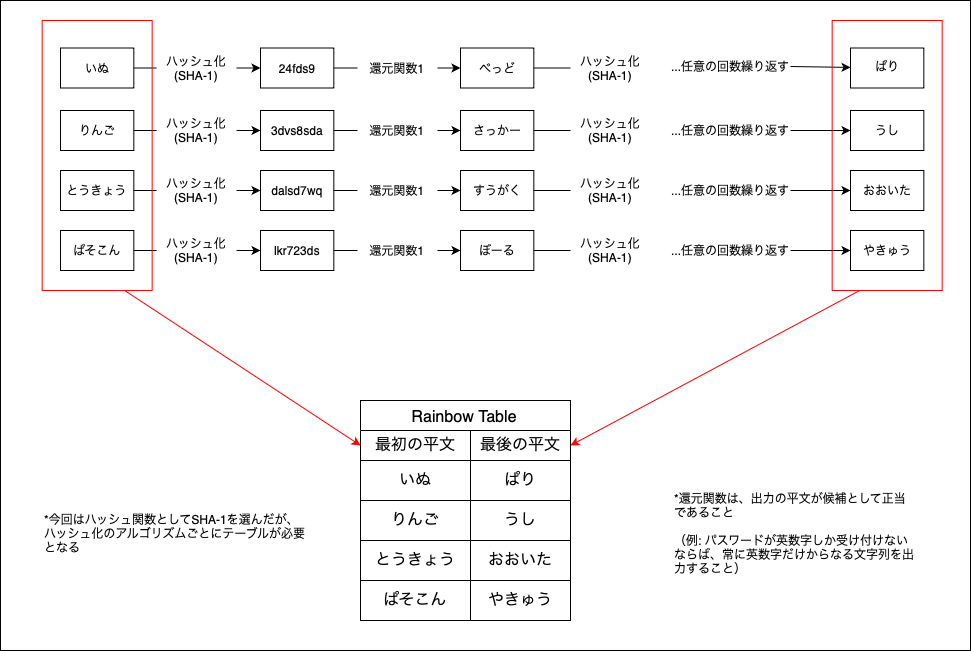 いぬ ハッシュ化 24fds9 還元関数1 べっど ハッシュ化 ...任意の回数繰り返す ぱり
(SHA-1) (SHA-1)
りんご ハッシュ化 3dvs8sda 還元関数1 さっかー ハッシュ化 ...任意の回数繰り返す うし
(SHA-1) (SHA-1)
とうきょう ハッシュ化 dalsd7wq 還元関数1 すうがく ハッシュ化 ...任意の回数繰り返す おおいた
(SHA-1) (SHA-1)
ぱそこん ハッシュ化 lkr723ds 還元関数1 ぼーる ハッシュ化 ...任意の回数繰り返す やきゅう
(SHA-1) (SHA-1)
Rainbow Table
最初の平文 最後の平文
いぬ ぱり
りんご うし
とうきょう おおいた
ぱそこん やきゅう
*今回はハッシュ関数としてSHA-1を選んだが、
ハッシュ化のアルゴリズムごとにテーブルが必要
となる
*還元関数は、出力の平文が候補として正当
であること
（例: パスワードが英数字しか受け付けない
ならば、常に英数字だけからなる文字列を出
力すること）